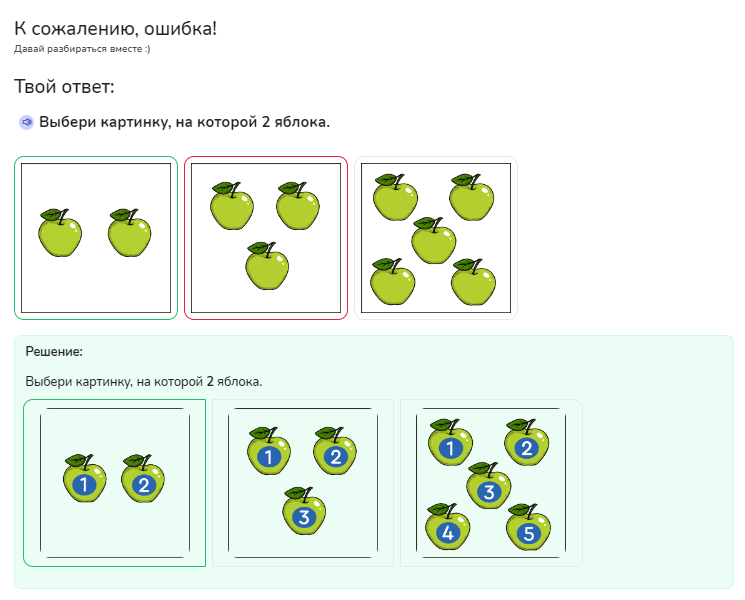 К сожалению, ошибка!
Давай разбираться вместе :)
Твой ответ:
Выбери картинку, на которой 2 яблока.
Решение:
Выбери картинку, на которой 2 яблока.
1 2
1 2
3
1 2
3
4 5